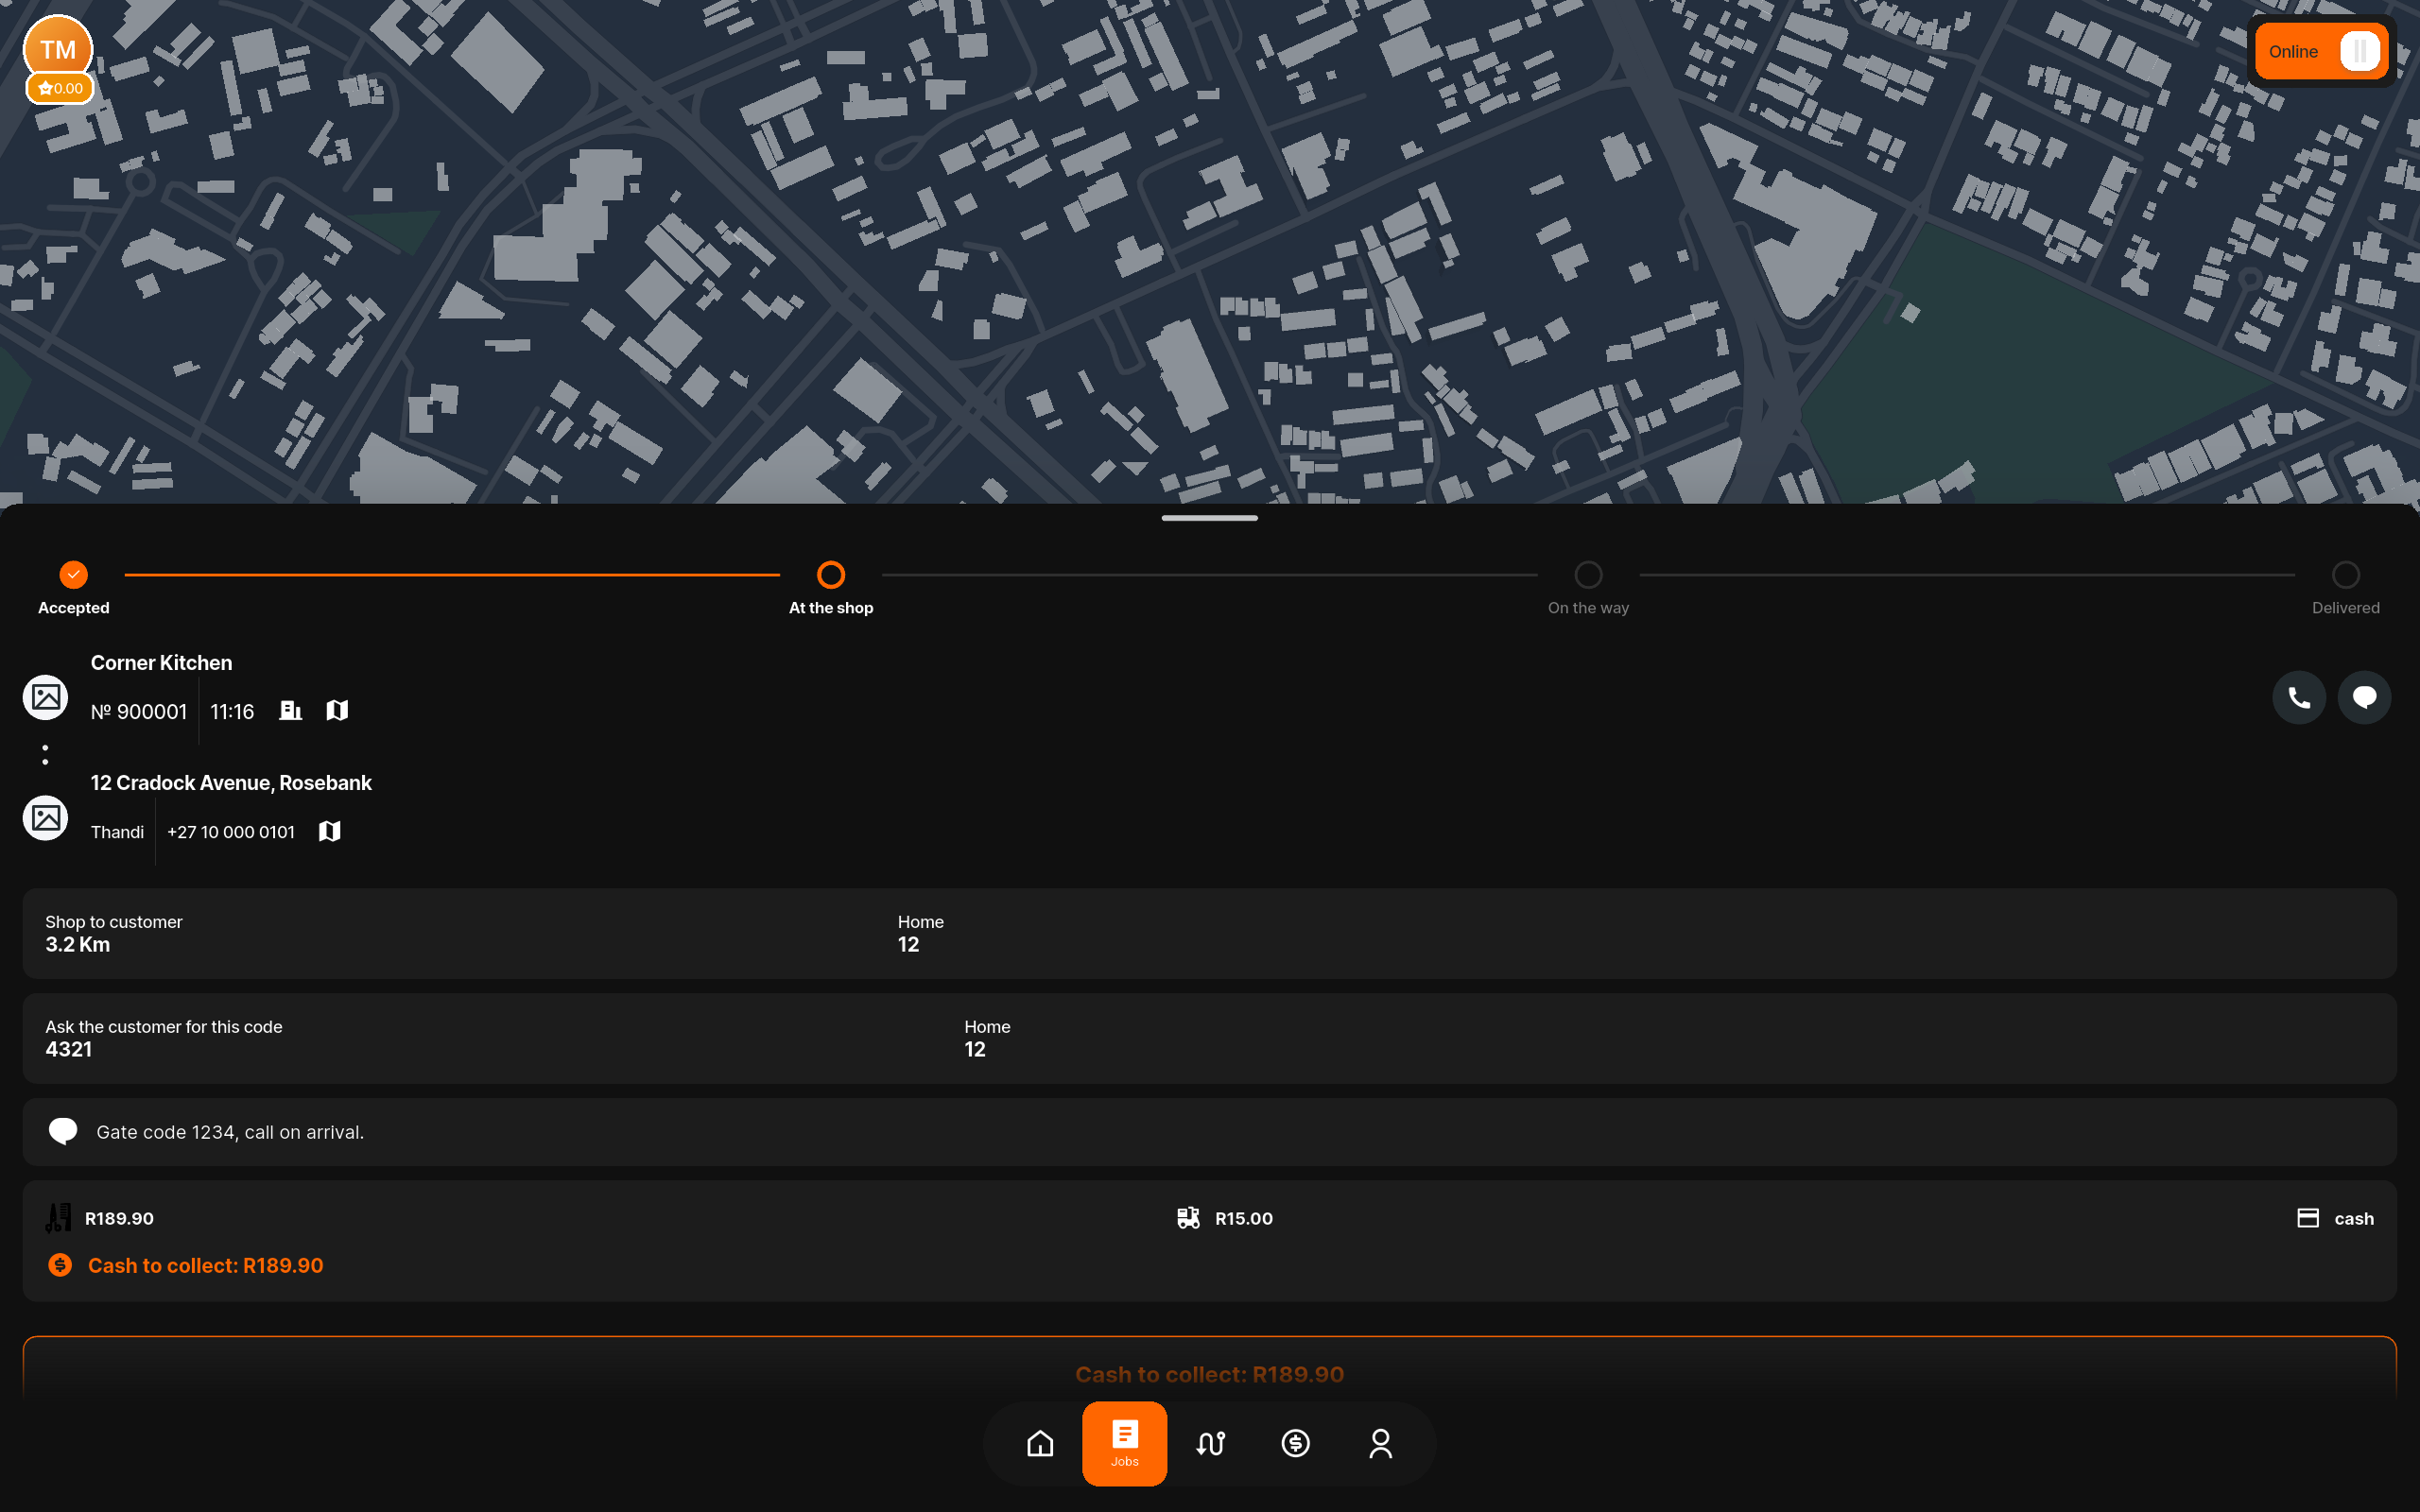 TM
0.00
Online
Accepted
At the shop
On the way
Delivered
Corner Kitchen
№ 900001
11:16
12 Cradock Avenue, Rosebank
Thandi
+27 10 000 0101
Shop to customer
3.2 Km
Home
12
Ask the customer for this code
4321
Home
12
Gate code 1234, call on arrival.
R189.90
R15.00
cash
Cash to collect: R189.90
Cash to collect: R189.90
Jobs